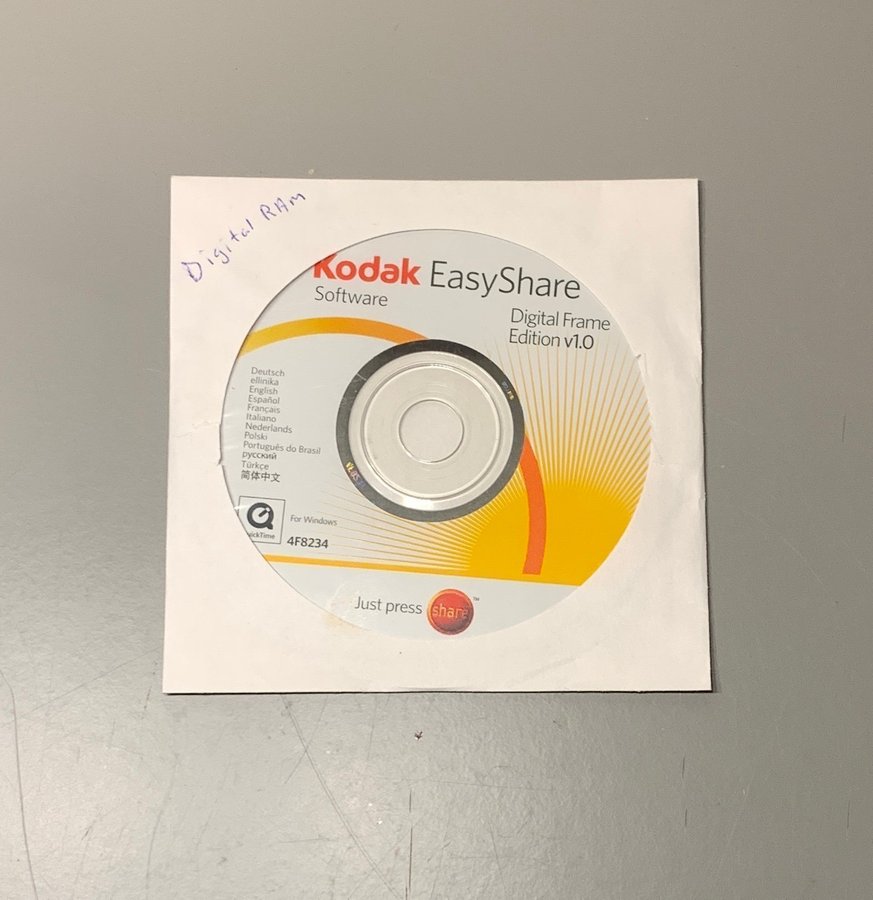 Digital RAM
Kodak EasyShare
Software
Digital Frame
Edition v1.0
Deutsch
ellinika
English
Español
Français
Italiano
Nederlands
Polski
Português do Brasil
русский
Türkçe
简体中文
For Windows
4F8234
Just press share™